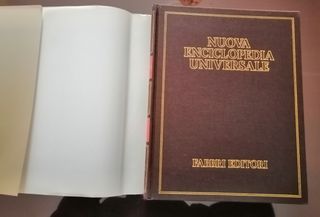 NUOVA
ENCICLOPEDIA
UNIVERSALE
FABBRI EDITORI